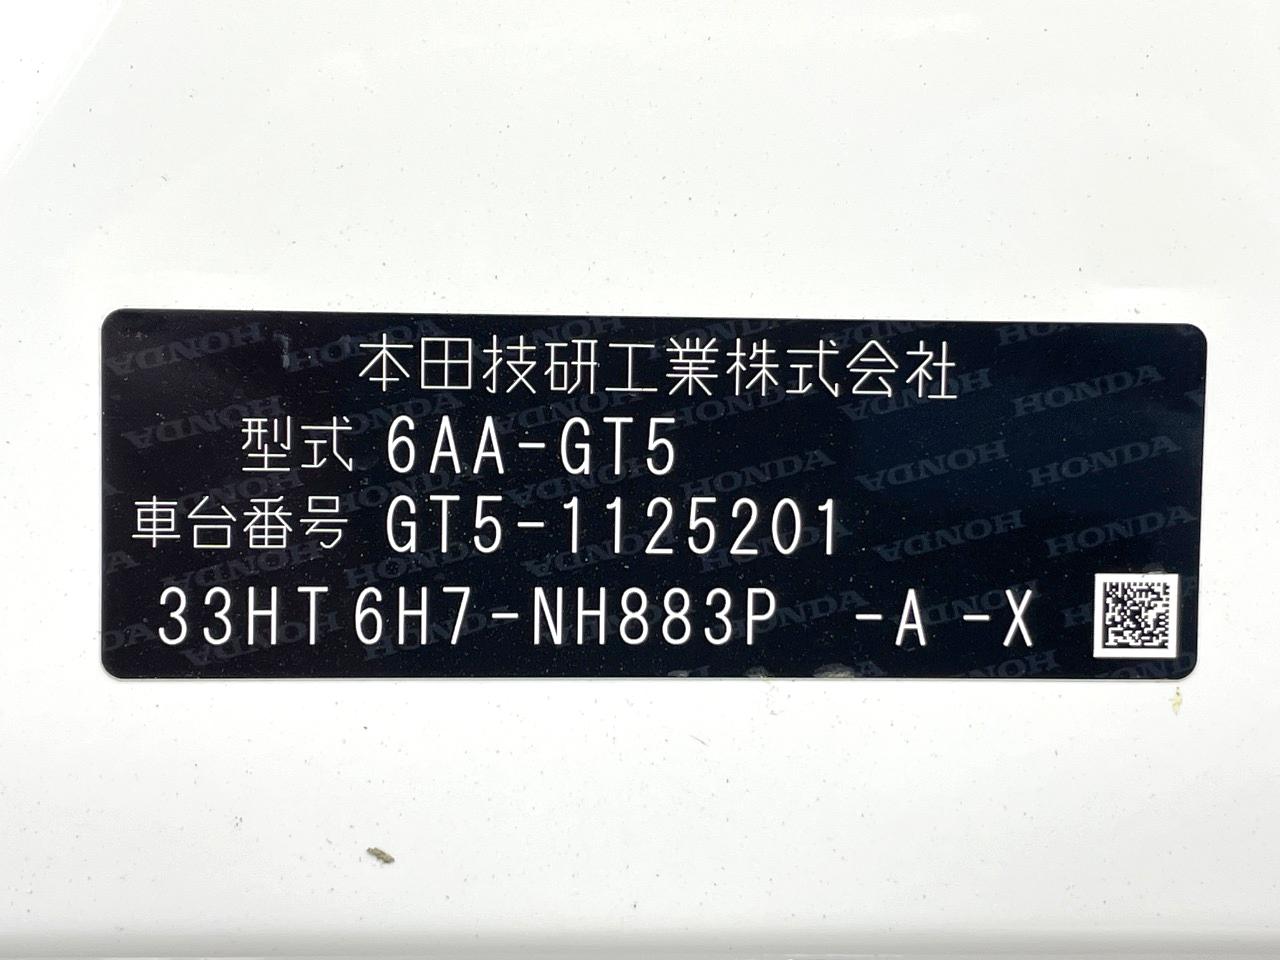 本田技研工業株式会社
型式 6AA-GT5
車台番号 GT5-1125201
33HT6H7-NH883P -A-X